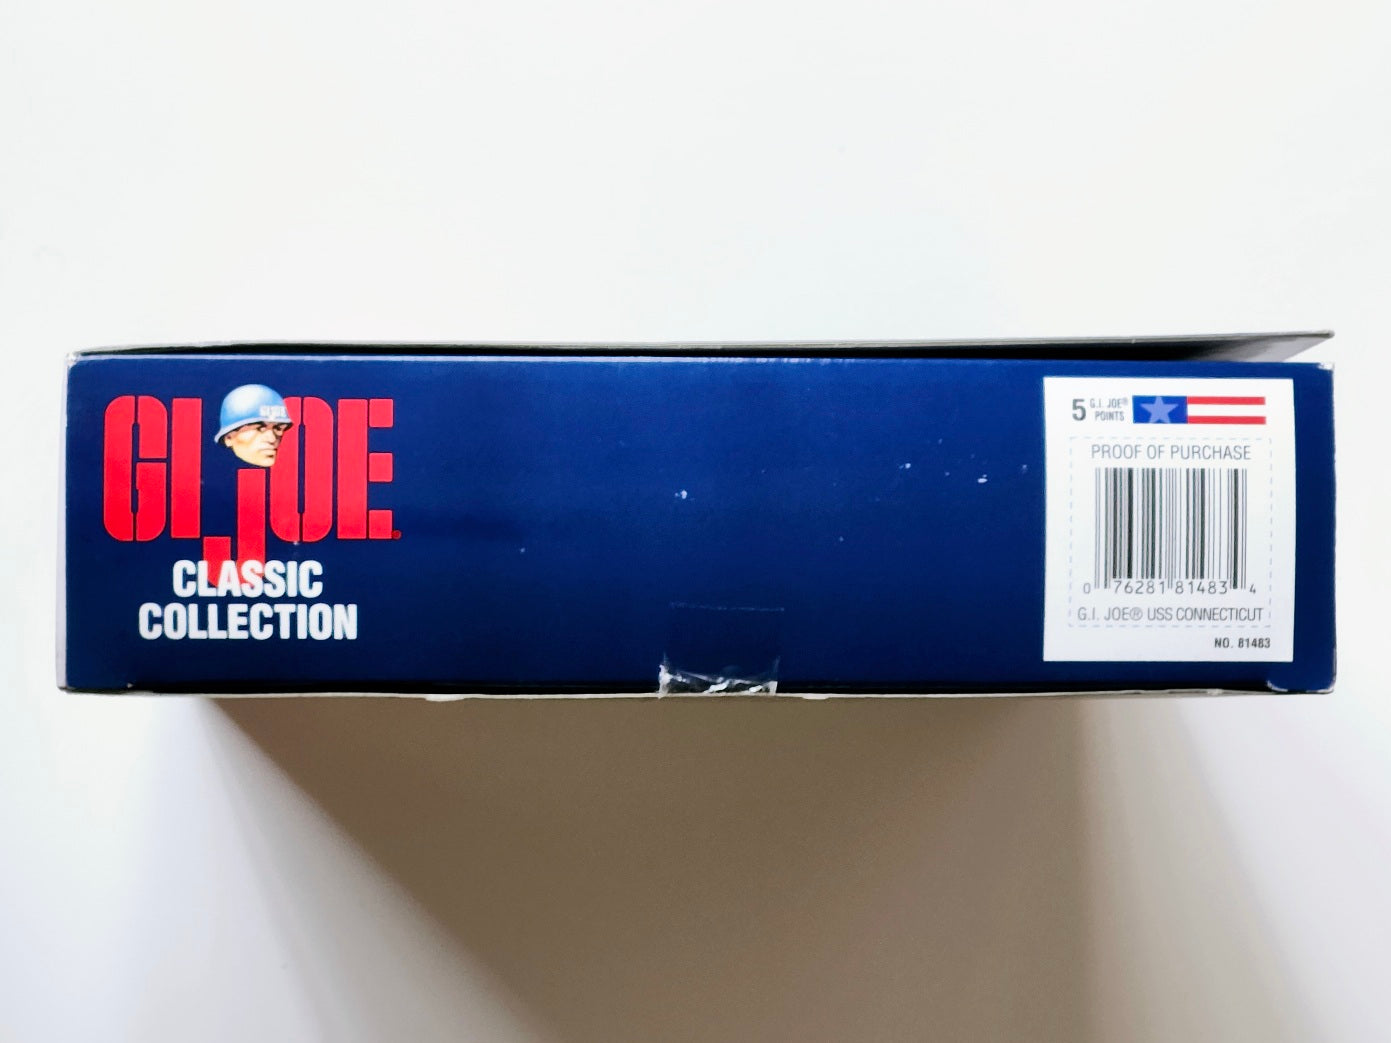 GI JOE
CLASSIC
COLLECTION
5 G.I. JOE®
POINTS
PROOF OF PURCHASE
0 76281 81483 4
G.I. JOE® USS CONNECTICUT
NO. 81483